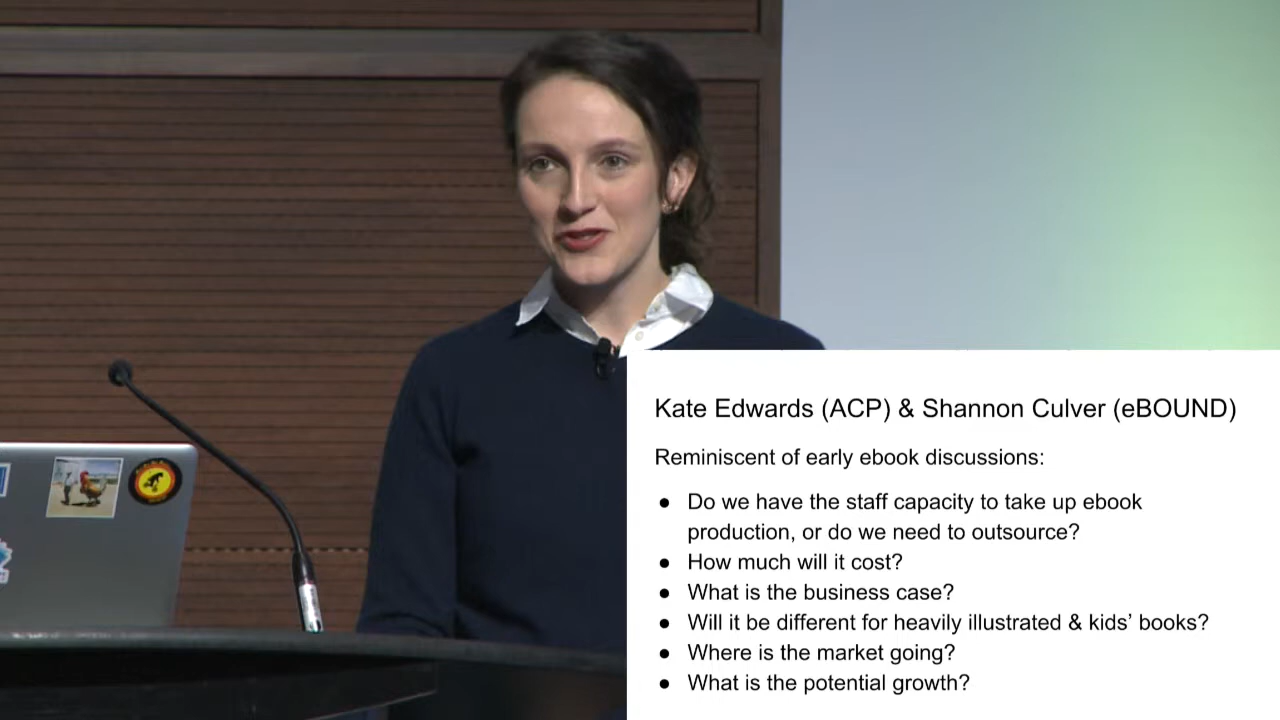 Kate Edwards (ACP) & Shannon Culver (eBOUND)
Reminiscent of early ebook discussions:
● Do we have the staff capacity to take up ebook
production, or do we need to outsource?
● How much will it cost?
● What is the business case?
● Will it be different for heavily illustrated & kids’ books?
● Where is the market going?
● What is the potential growth?